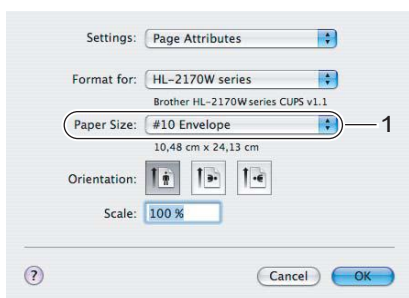 Settings: Page Attributes
Format for: HL-2170W series
Brother HL-2170W series CUPS v1.1
Paper Size: #10 Envelope 1
10,48 cm x 24,13 cm
Orientation:
Scale: 100 %
? Cancel OK